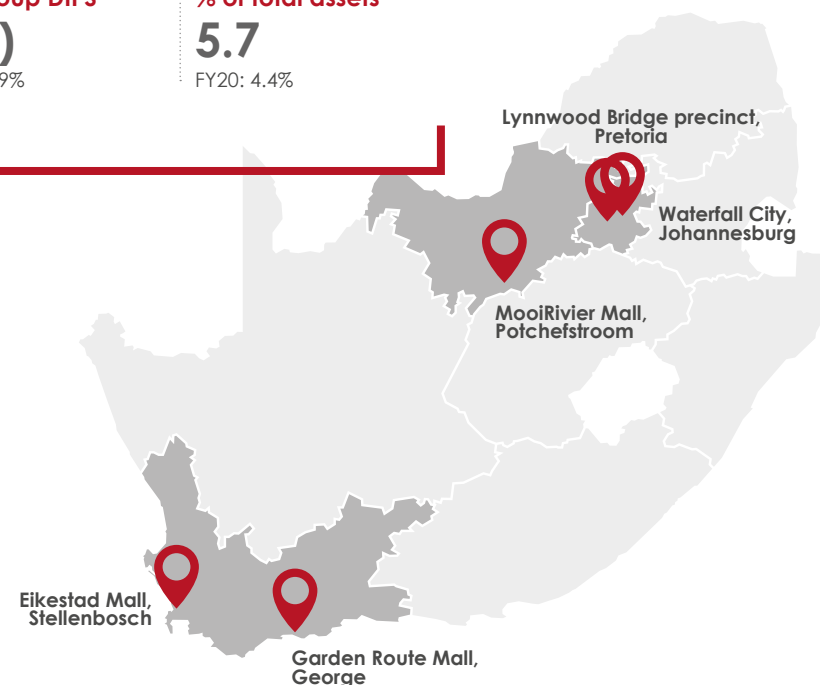 % of total assets
)
5.7
9%
FY20: 4.4%
Lynnwood Bridge precinct,
Pretoria
Waterfall City,
Johannesburg
MooiRivier Mall,
Potchefstroom
Eikestad Mall,
Stellenbosch
Garden Route Mall,
George